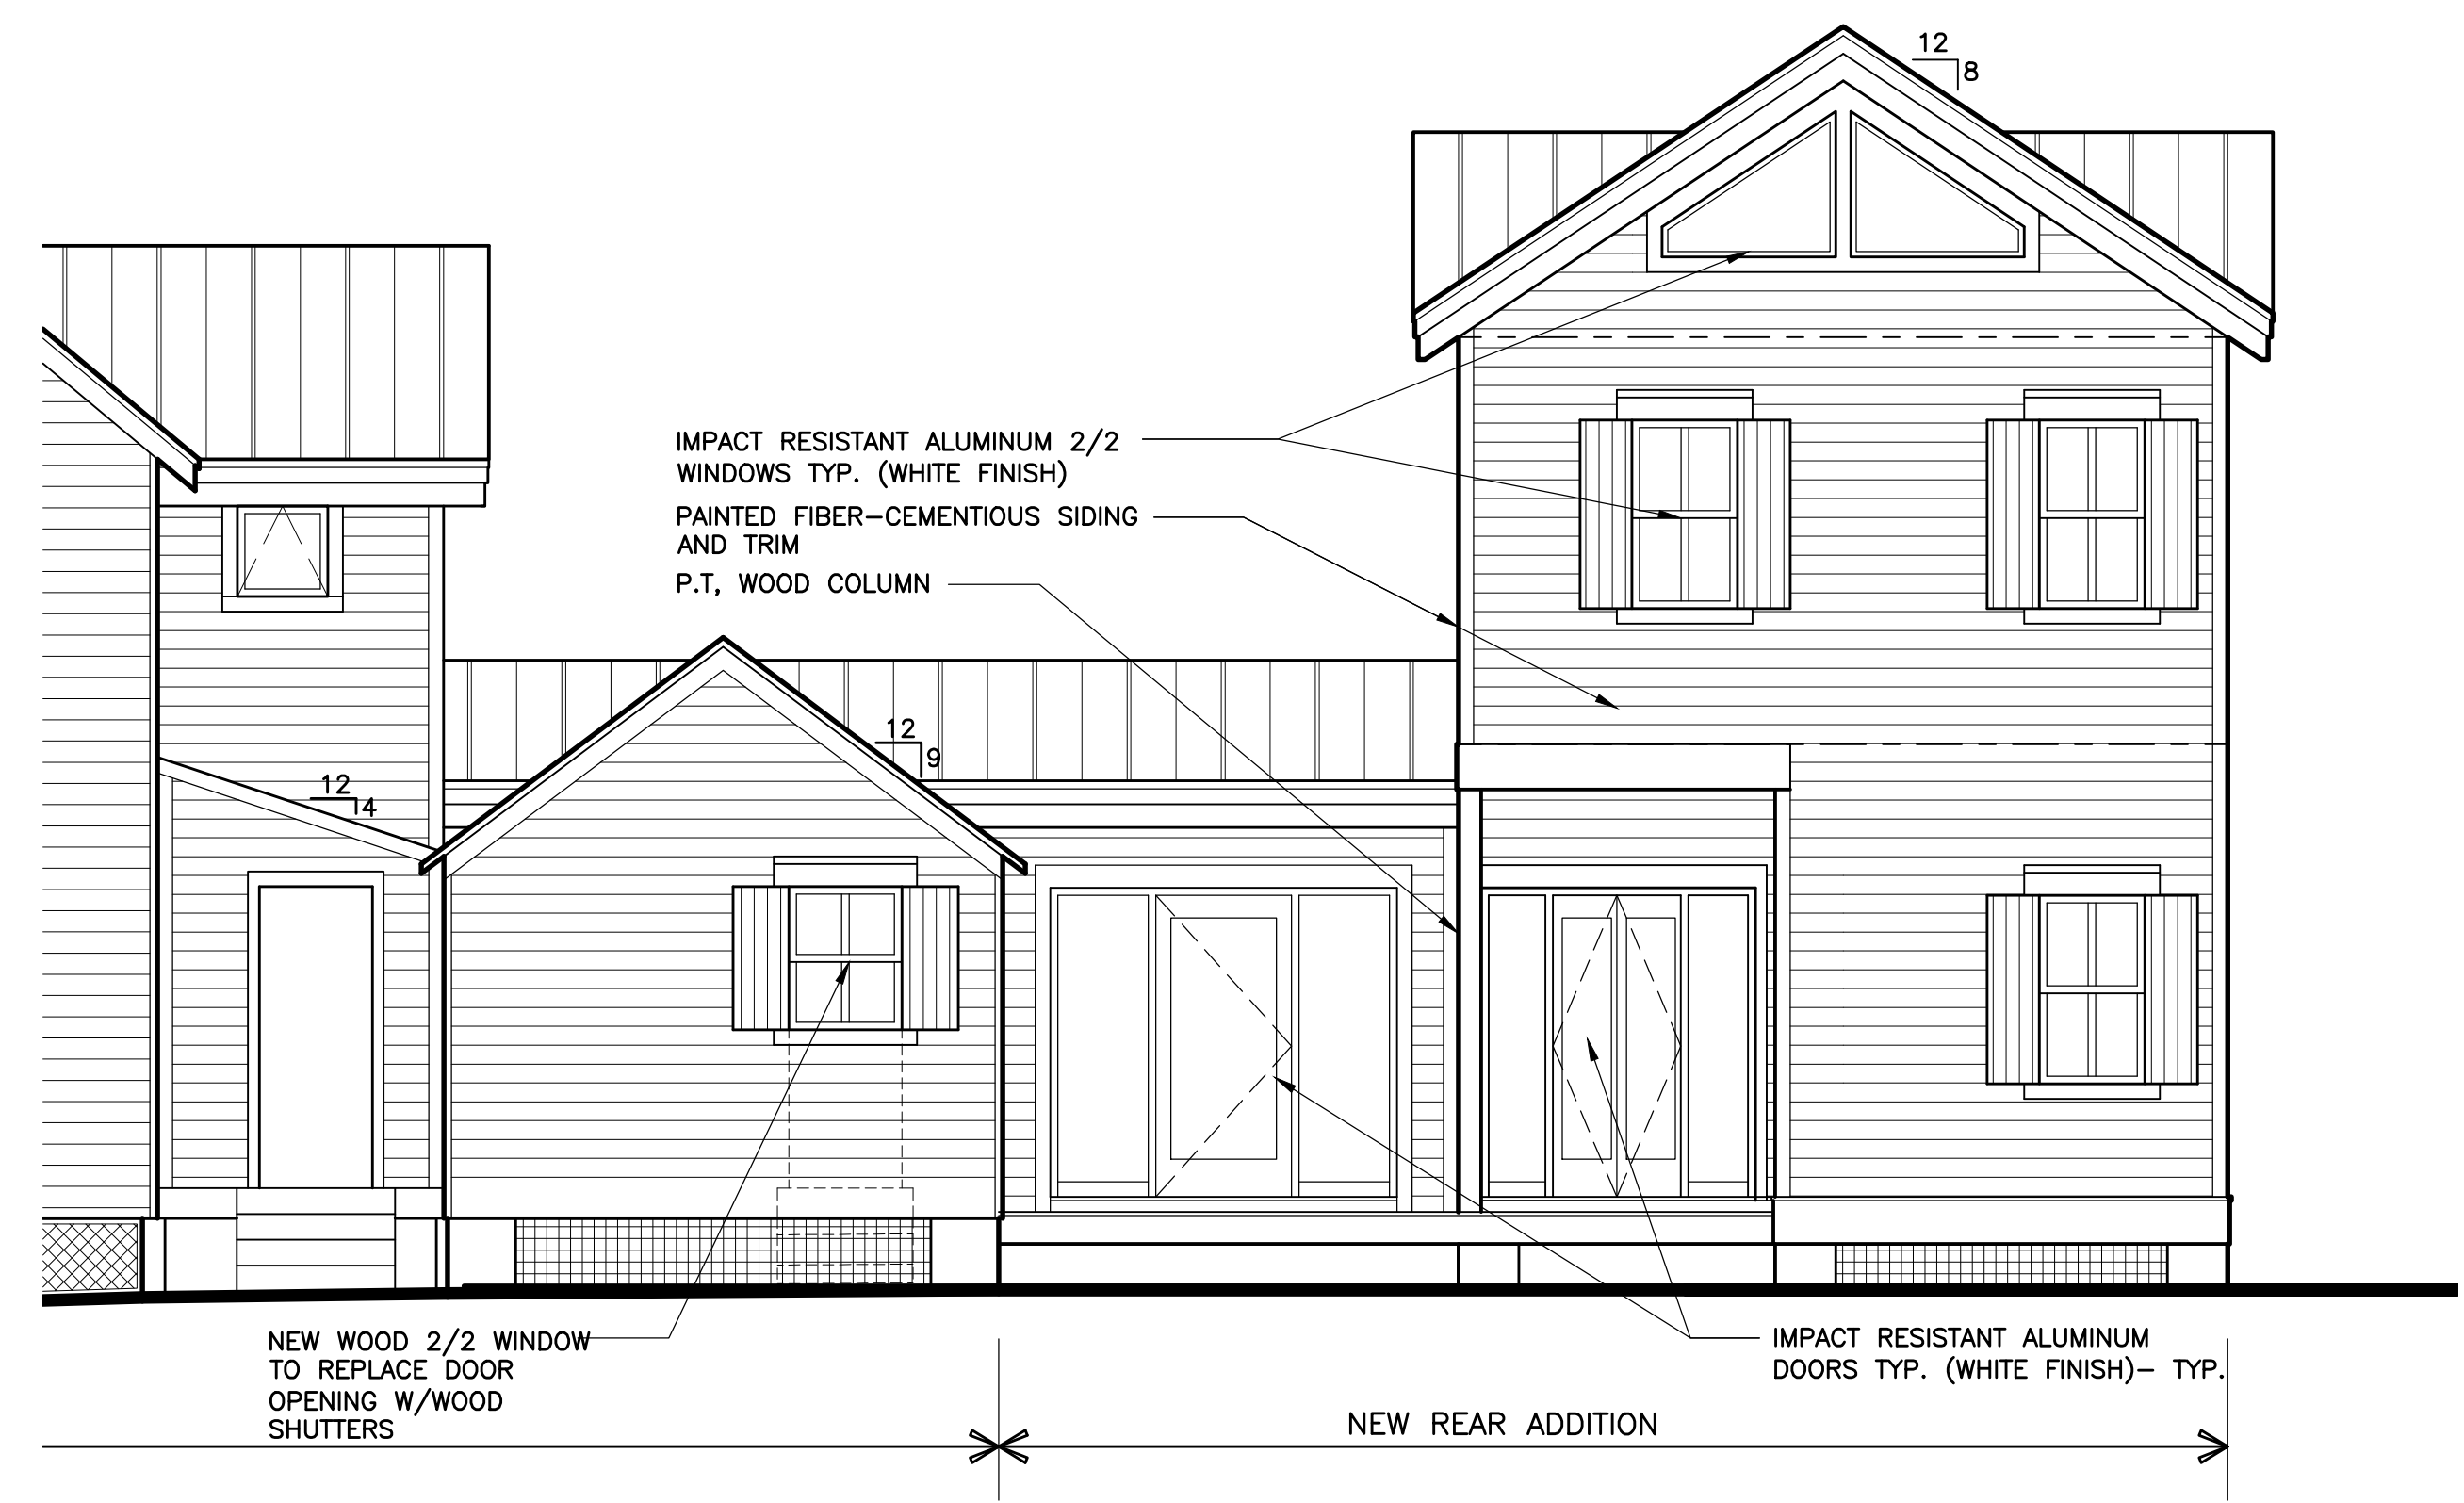 12
8
IMPACT RESISTANT ALUMINUM 2/2
WINDOWS TYP. (WHITE FINISH)
PAINTED FIBER-CEMENTIOUS SIDING
AND TRIM
P.T, WOOD COLUMN
12
9
12
4
NEW WOOD 2/2 WINDOW
TO REPLACE DOOR
OPENING W/WOOD
SHUTTERS
IMPACT RESISTANT ALUMINUM
DOORS TYP. (WHITE FINISH)- TYP.
NEW REAR ADDITION